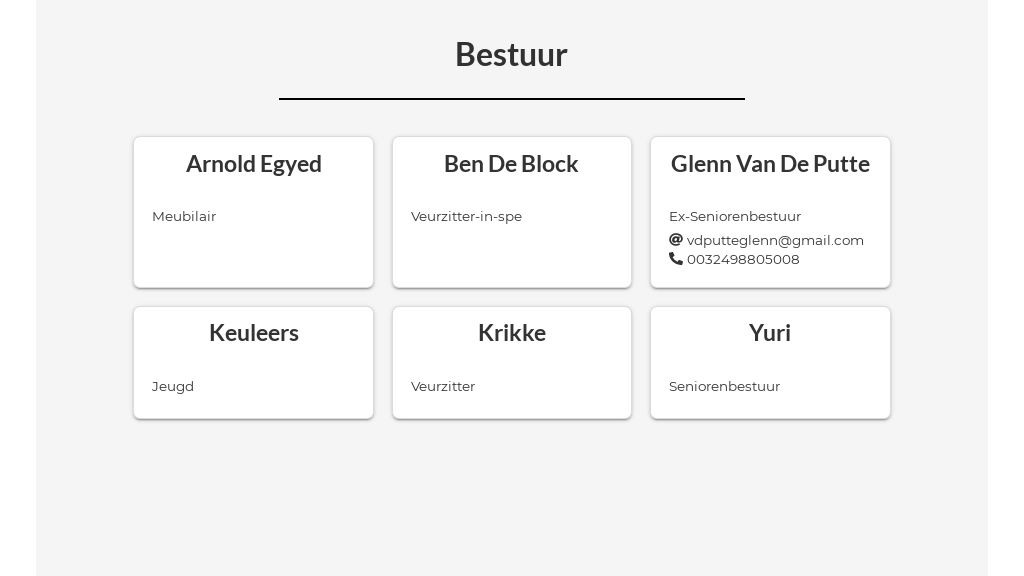 Bestuur
Arnold Egyed
Meubilair
Ben De Block
Veurzitter-in-spe
Glenn Van De Putte
Ex-Seniorenbestuur
vdputteglenn@gmail.com
0032498805008
Keuleers
Jeugd
Krikke
Veurzitter
Yuri
Seniorenbestuur